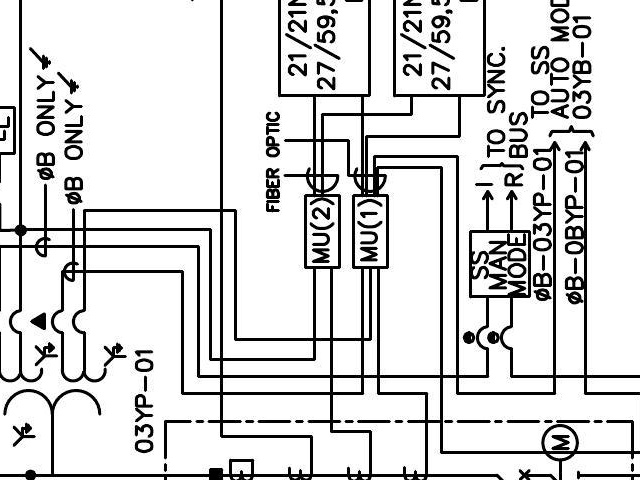 21/21N
27/59,5
21/21N
27/59,5
ØB ONLY
ØB ONLY
FIBER OPTIC
MU(2)
MU(1)
TO SYNC.
BUS
I
R
TO SS
AUTO MOD
03YB-01
SS
MAN
MODE
ØB-03YP-01
ØB-0BYP-01
03YP-01
Y
Y
Y
M